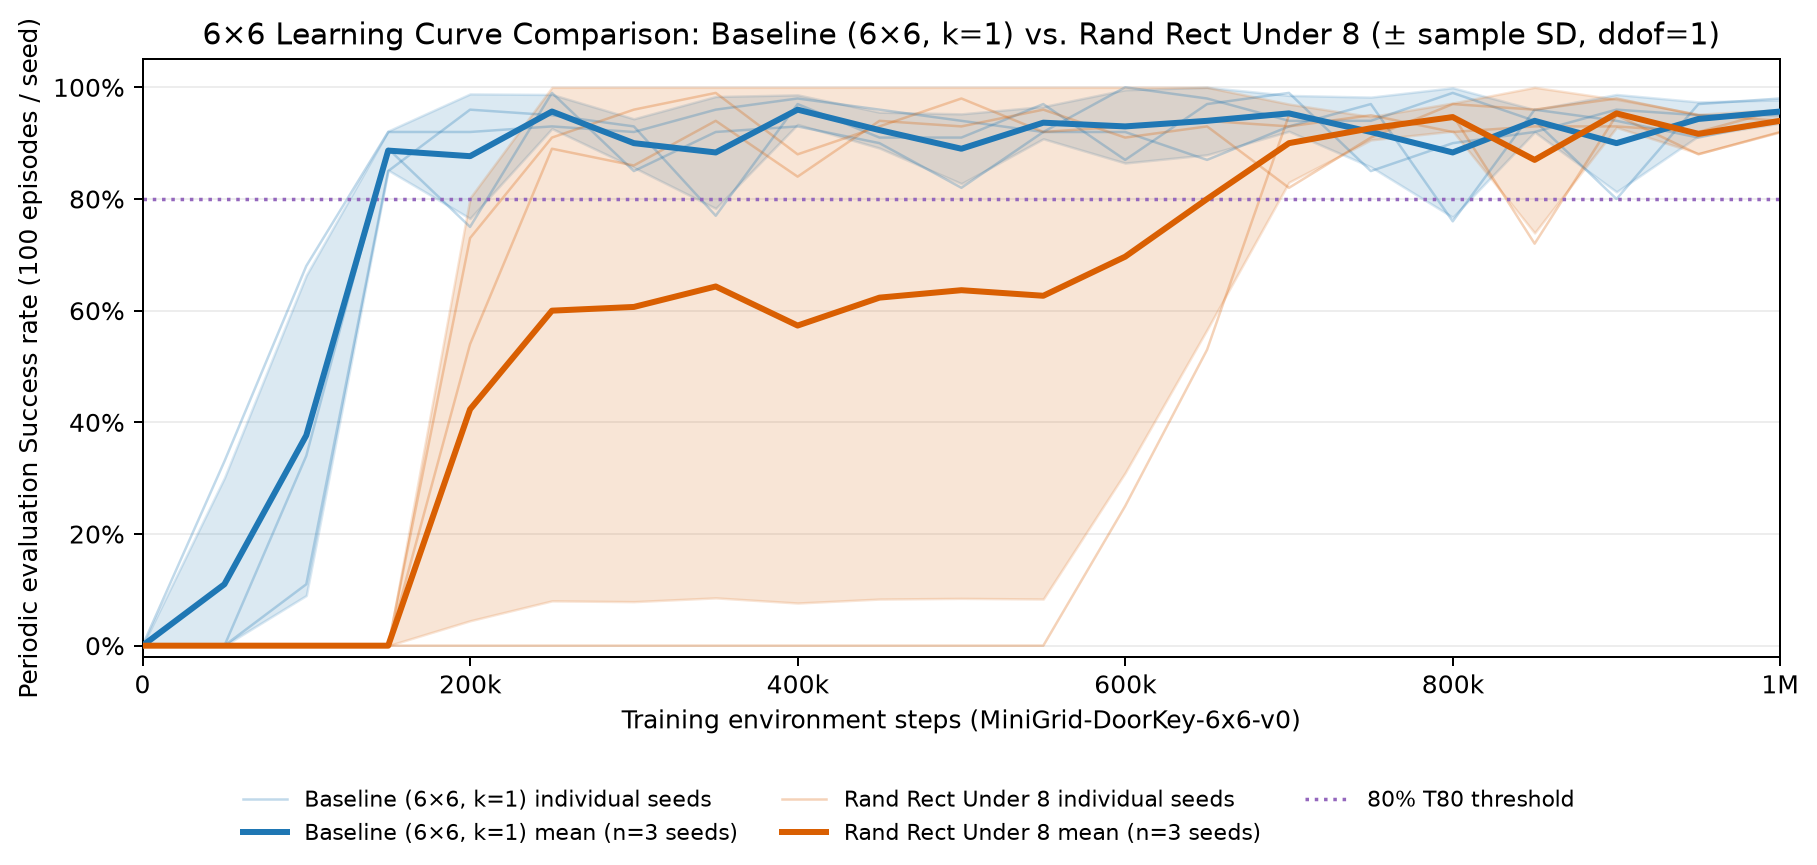 6×6 Learning Curve Comparison: Baseline (6×6, k=1) vs. Rand Rect Under 8 (± sample SD, ddof=1)
Periodic evaluation Success rate (100 episodes / seed)
100%
80%
60%
40%
20%
0%
0
200k
400k
600k
800k
1M
Training environment steps (MiniGrid-DoorKey-6x6-v0)
Baseline (6×6, k=1) individual seeds
Baseline (6×6, k=1) mean (n=3 seeds)
Rand Rect Under 8 individual seeds
Rand Rect Under 8 mean (n=3 seeds)
80% T80 threshold